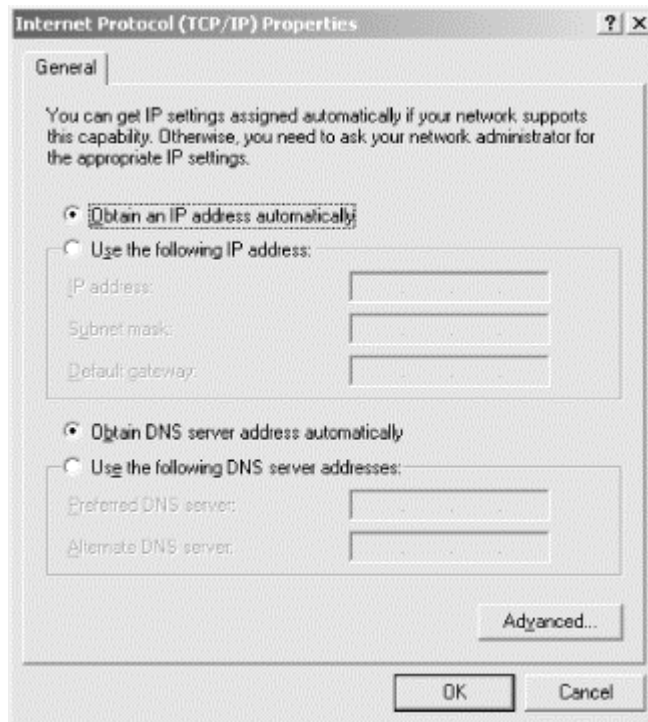 Internet Protocol (TCP/IP) Properties
General
You can get IP settings assigned automatically if your network supports
this capability. Otherwise, you need to ask your network administrator for
the appropriate IP settings.
Obtain an IP address automatically
Use the following IP address:
IP address:
Subnet mask:
Default gateway:
Obtain DNS server address automatically
Use the following DNS server addresses:
Preferred DNS server:
Alternate DNS server:
Advanced...
OK Cancel